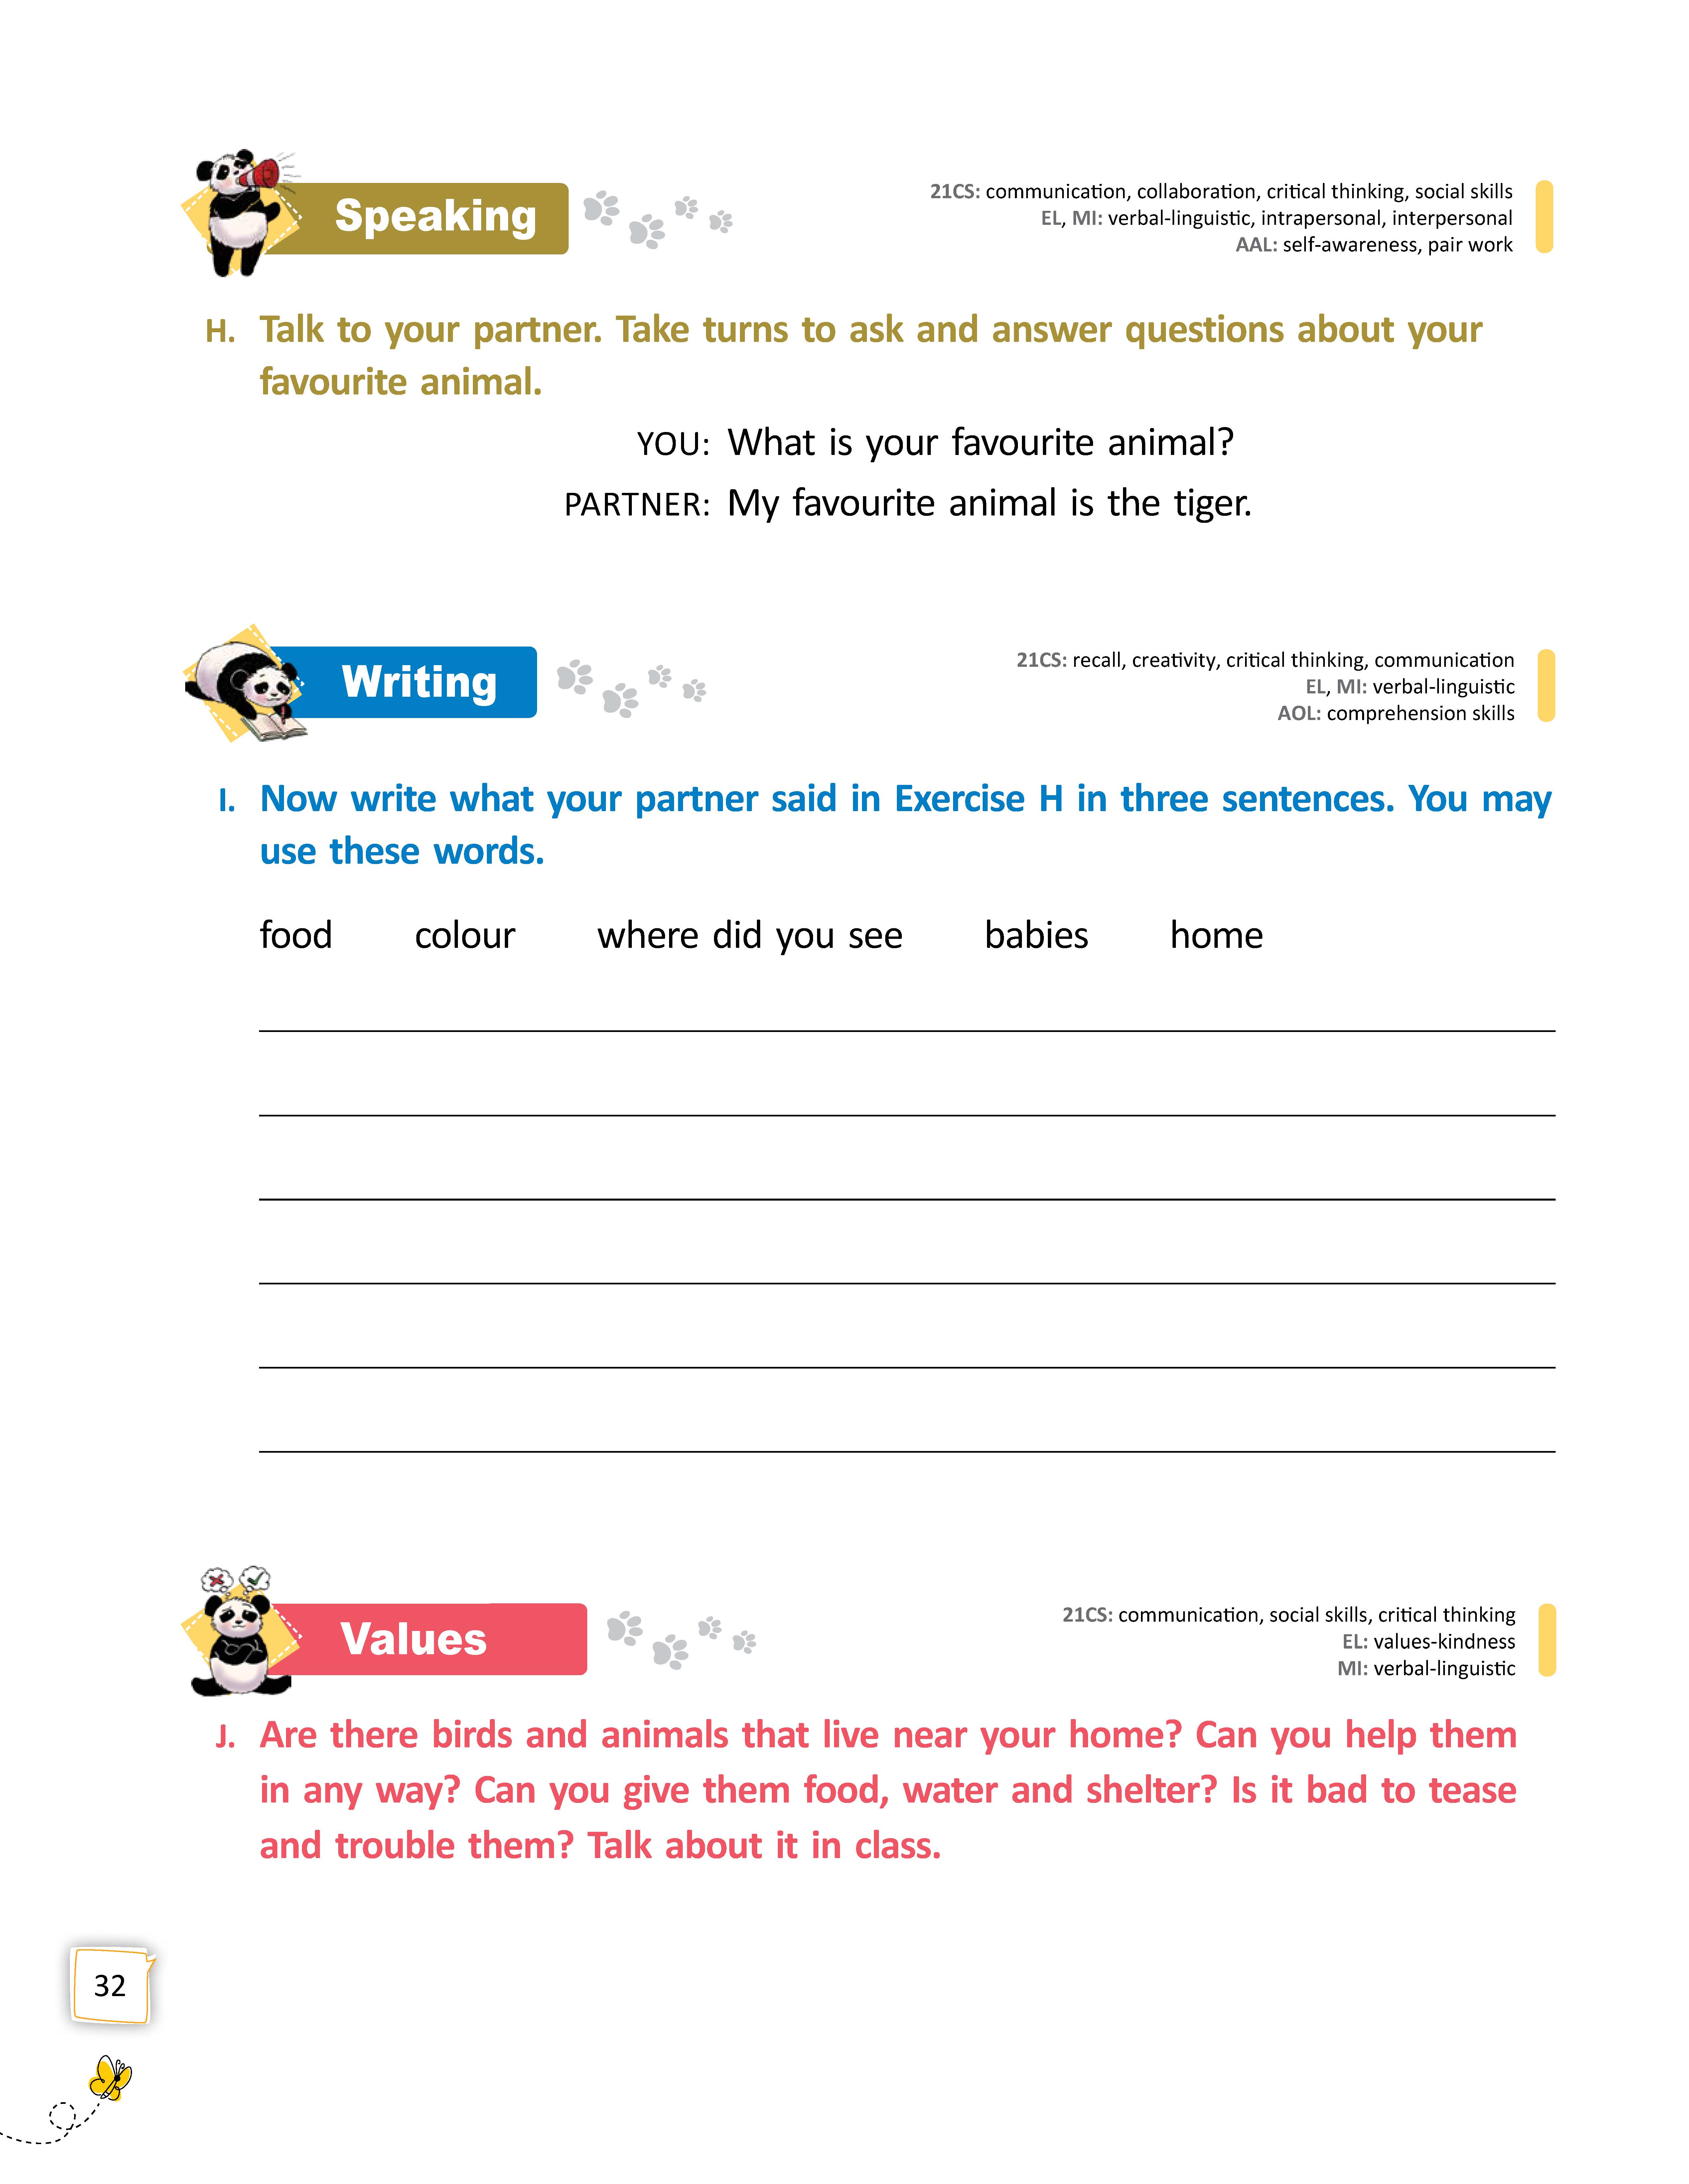 Speaking
21CS: communication, collaboration, critical thinking, social skills
EL, MI: verbal-linguistic, intrapersonal, interpersonal
AAL: self-awareness, pair work
H. Talk to your partner. Take turns to ask and answer questions about your
favourite animal.
YOU: What is your favourite animal?
PARTNER: My favourite animal is the tiger.
Writing
21CS: recall, creativity, critical thinking, communication
EL, MI: verbal-linguistic
AOL: comprehension skills
I. Now write what your partner said in Exercise H in three sentences. You may
use these words.
food colour where did you see babies home
Values
21CS: communication, social skills, critical thinking
EL: values-kindness
MI: verbal-linguistic
J. Are there birds and animals that live near your home? Can you help them
in any way? Can you give them food, water and shelter? Is it bad to tease
and trouble them? Talk about it in class.
32